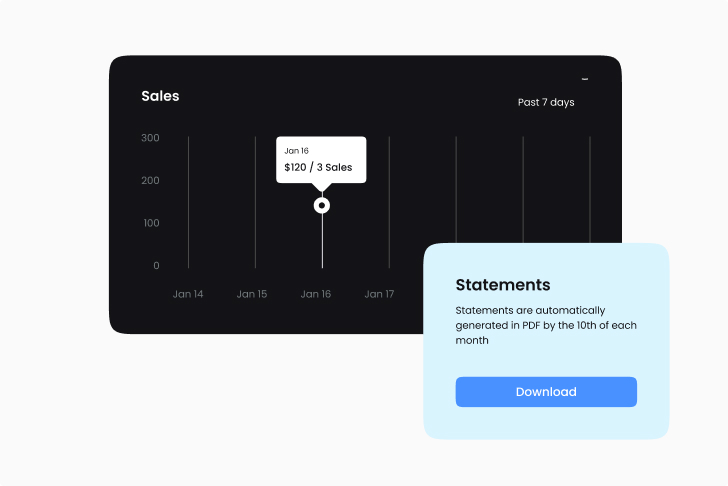 Sales
Past 7 days
300
200
100
0
Jan 16
$120 / 3 Sales
Jan 14
Jan 15
Jan 16
Jan 17
Statements
Statements are automatically
generated in PDF by the 10th of each
month
Download